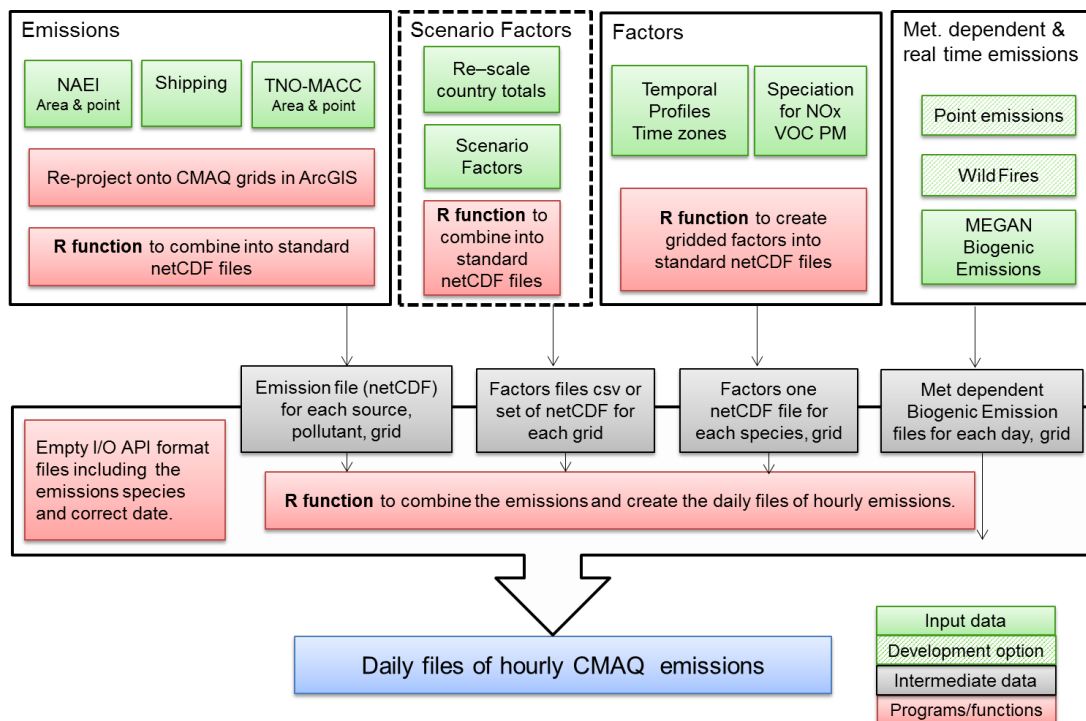 Emissions
NAEI
Area & point
Shipping
TNO-MACC
Area & point
Re-project onto CMAQ grids in ArcGIS
R function to combine into standard
netCDF files
Scenario Factors
Re–scale
country totals
Scenario
Factors
R function to
combine into
standard
netCDF files
Factors
Temporal
Profiles
Time zones
Speciation
for NOx
VOC PM
R function to create
gridded factors into
standard netCDF files
Met. dependent &
real time emissions
Point emissions
Wild Fires
MEGAN
Biogenic
Emissions
Emission file (netCDF)
for each source,
pollutant, grid
Factors files csv or
set of netCDF for
each grid
Factors one
netCDF file for
each species, grid
Met dependent
Biogenic Emission
files for each day, grid
Empty I/O API format
files including the
emissions species
and correct date.
R function to combine the emissions and create the daily files of hourly emissions.
Daily files of hourly CMAQ emissions
Input data
Development option
Intermediate data
Programs/functions